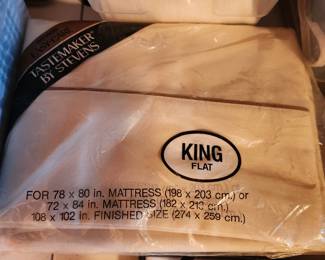 TASTEMAKER®
BY STEVENS
KING
FLAT
FOR 78 x 80 in. MATTRESS (198 x 203 cm.) or
72 x 84 in. MATTRESS (182 x 213 cm.)
108 x 102 in. FINISHED SIZE (274 x 259 cm.)